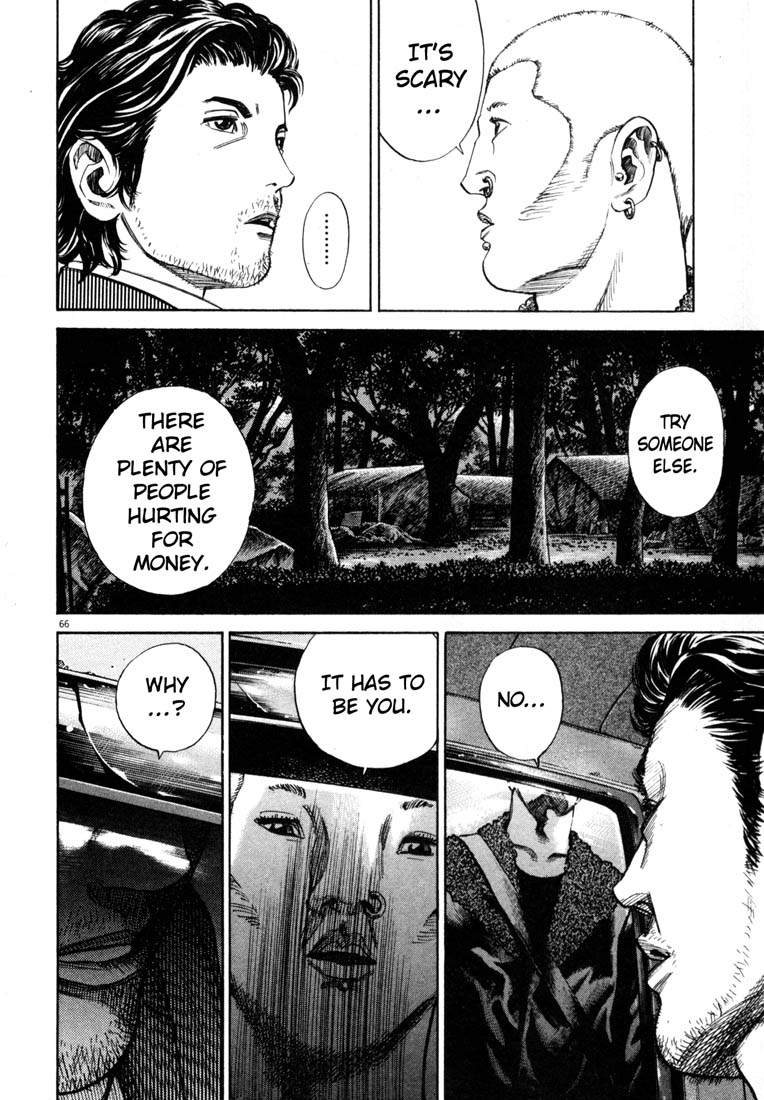 IT'S
SCARY
...
........
TRY
SOMEONE
ELSE.
THERE
ARE
PLENTY OF
PEOPLE
HURTING
FOR
MONEY.
66
NO...
IT HAS TO
BE YOU.
WHY
...?